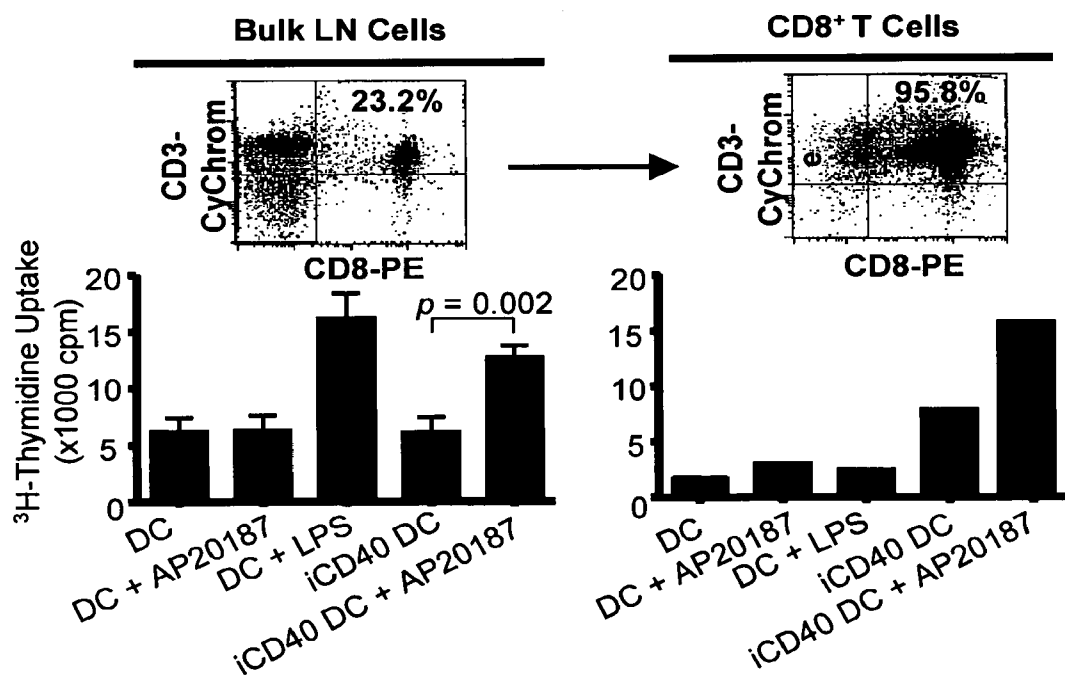 Bulk LN Cells
CD8⁺ T Cells
23.2%
CD3-
CyChrom
CD8-PE
95.8%
e
CD3-
CyChrom
CD8-PE
³H-Thymidine Uptake
(x1000 cpm)
20
15
10
5
0
p = 0.002
DC
DC + AP20187
DC + LPS
iCD40 DC
iCD40 DC + AP20187
20
15
10
5
0
DC
DC + AP20187
DC + LPS
iCD40 DC
iCD40 DC + AP20187